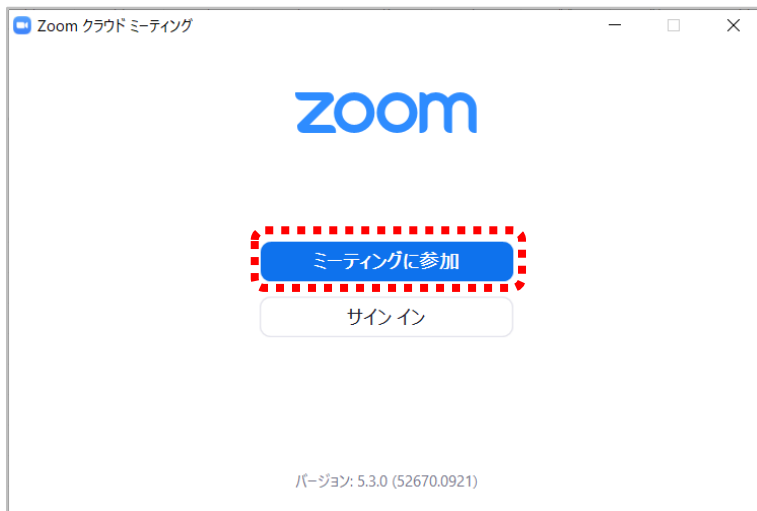 Zoom クラウド ミーティング
zoom
ミーティングに参加
サイン イン
バージョン: 5.3.0 (52670.0921)